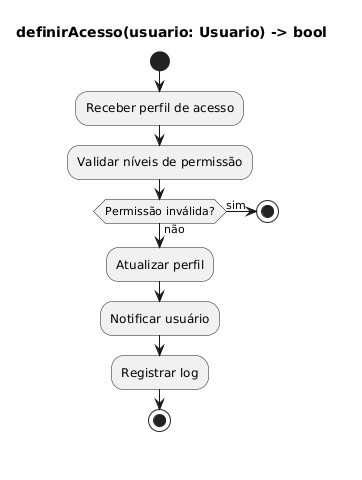 definirAcesso(usuario: Usuario) -> bool
Receber perfil de acesso
Validar níveis de permissão
Permissão inválida?
sim
não
Atualizar perfil
Notificar usuário
Registrar log